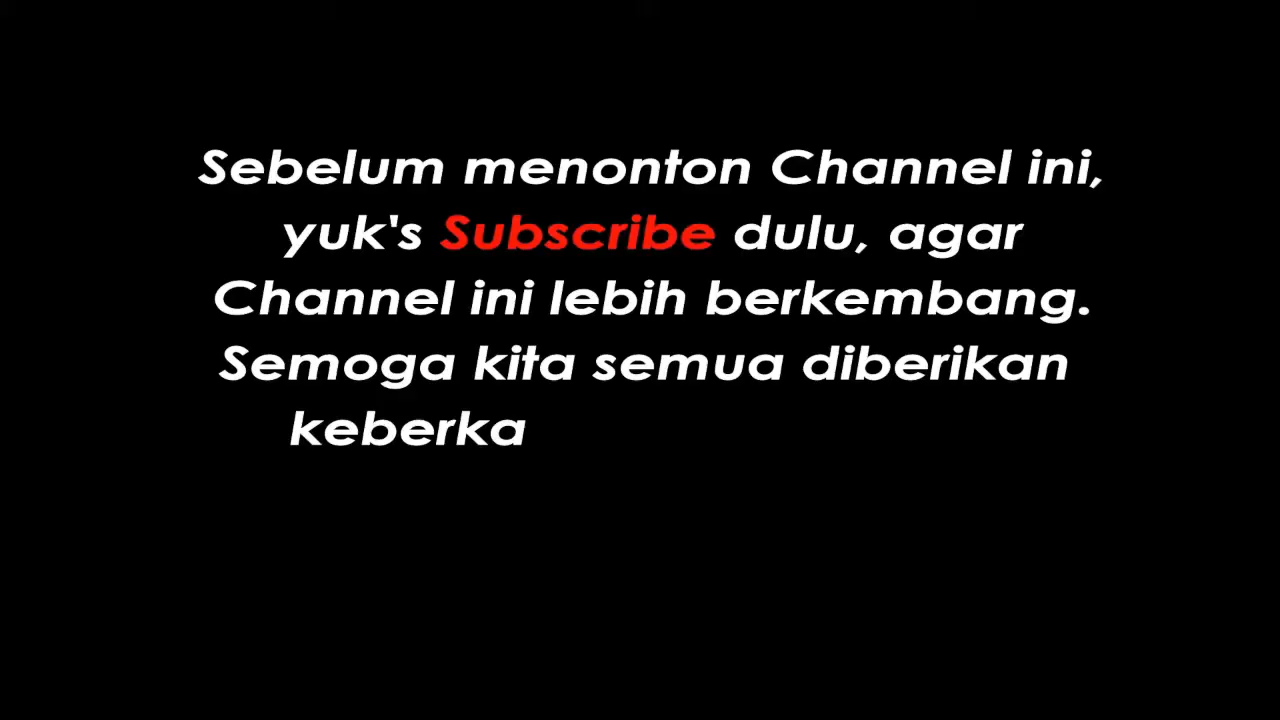 Sebelum menonton Channel ini,
yuk's Subscribe dulu, agar
Channel ini lebih berkembang.
Semoga kita semua diberikan
keberka